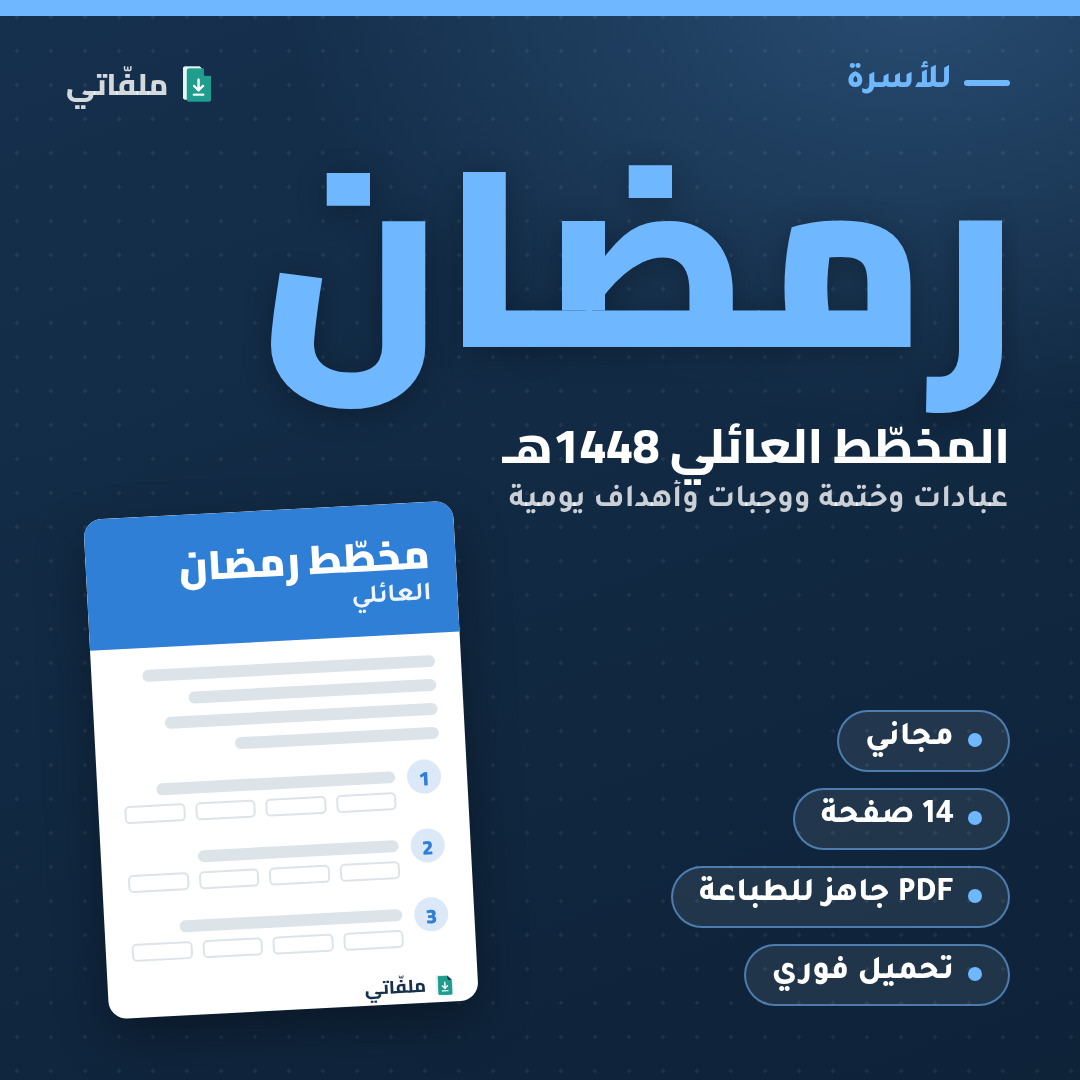 للأسرة
ملفّاتي
رمضان
المخطّط العائلي 1448هـ
عبادات وختمة ووجبات وأهداف يومية
مخطّط رمضان
العائلي
1
2
3
ملفّاتي
مجاني
14 صفحة
PDF جاهز للطباعة
تحميل فوري